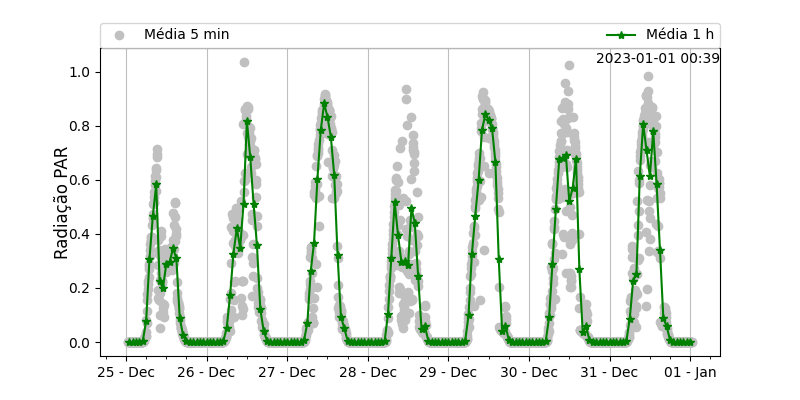 Média 5 min
Média 1 h
2023-01-01 00:39
Radiação PAR
1.0
0.8
0.6
0.4
0.2
0.0
25 - Dec
26 - Dec
27 - Dec
28 - Dec
29 - Dec
30 - Dec
31 - Dec
01 - Jan